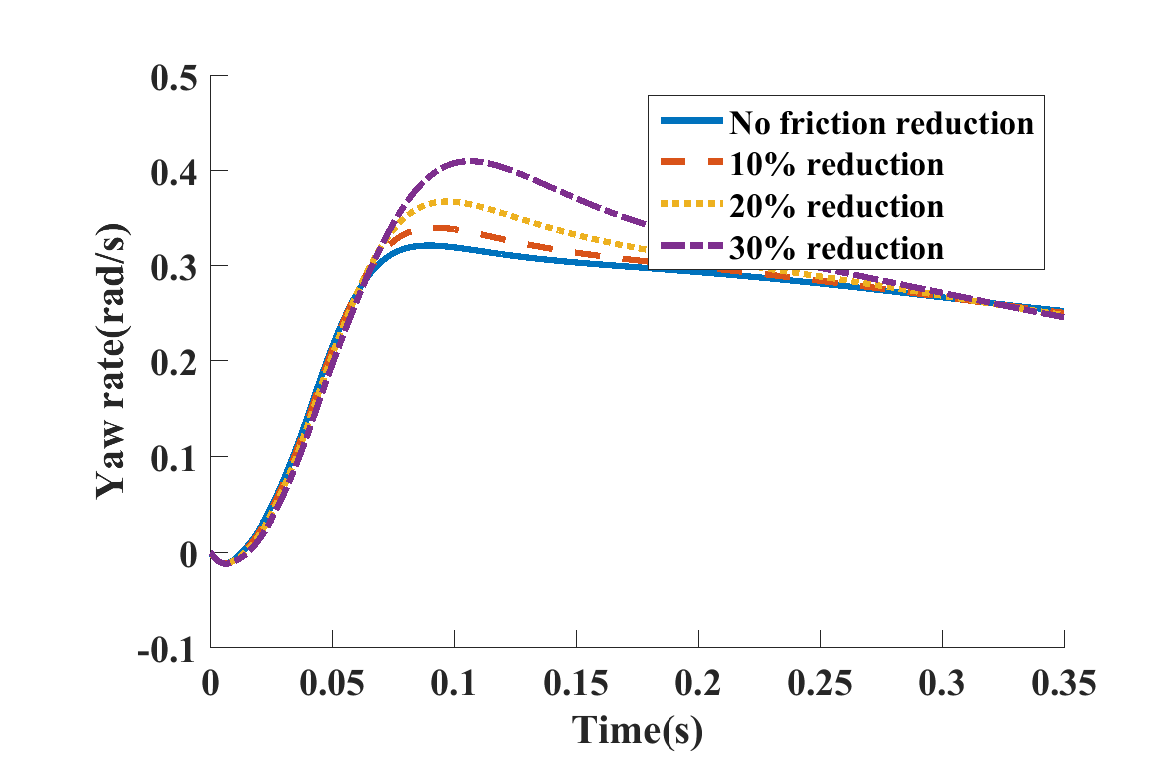 Yaw rate(rad/s)
0.5
0.4
0.3
0.2
0.1
0
-0.1
No friction reduction
10% reduction
20% reduction
30% reduction
0 0.05 0.1 0.15 0.2 0.25 0.3 0.35
Time(s)